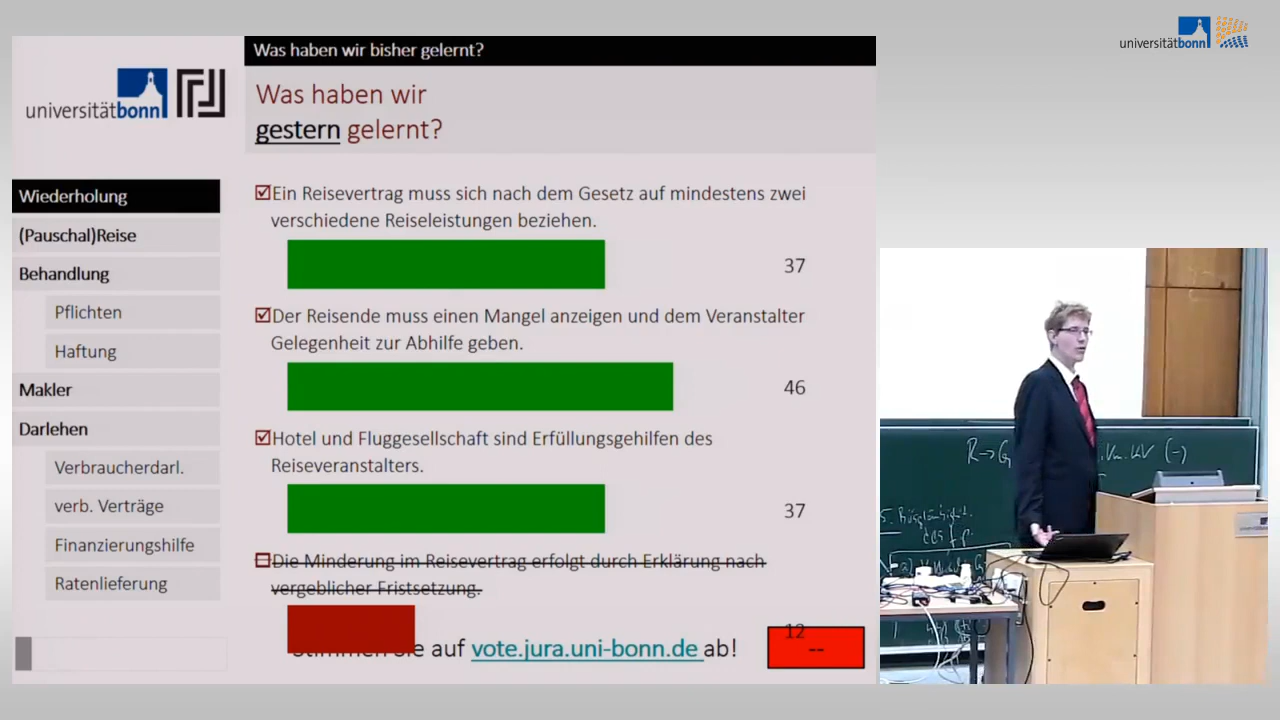 universitätbonn
Was haben wir bisher gelernt?
universitätbonn
Was haben wir
gestern gelernt?
Wiederholung
(Pauschal)Reise
Behandlung
Pflichten
Haftung
Makler
Darlehen
Verbraucherdarl.
verb. Verträge
Finanzierungshilfe
Ratenlieferung
Ein Reisevertrag muss sich nach dem Gesetz auf mindestens zwei
verschiedene Reiseleistungen beziehen.
37
Der Reisende muss einen Mangel anzeigen und dem Veranstalter
Gelegenheit zur Abhilfe geben.
46
Hotel und Fluggesellschaft sind Erfüllungsgehilfen des
Reiseveranstalters.
37
Die Minderung im Reisevertrag erfolgt durch Erklärung nach
vergeblicher Fristsetzung.
12
Stimmen Sie auf vote.jura.uni-bonn.de ab!
--
R→G
V.m. KV (-)